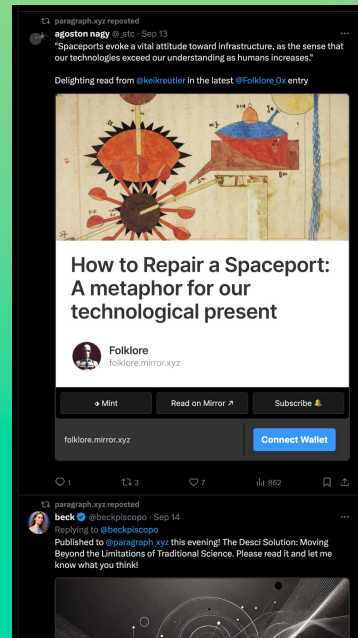 paragraph.xyz reposted
agoston nagy @_stc · Sep 13
"Spaceports evoke a vital attitude toward infrastructure, as the sense that
our technologies exceed our understanding as humans increases."
Delighting read from @keikreutler in the latest @Folklore_0x entry
How to Repair a Spaceport:
A metaphor for our
technological present
Folklore
folklore.mirror.xyz
Mint
Read on Mirror ↗
Subscribe 🔔
folklore.mirror.xyz
Connect Wallet
1
3
7
862
paragraph.xyz reposted
beck @beckpiscopo · Sep 14
Replying to @beckpiscopo
Published to @paragraph_xyz this evening! The Desci Solution: Moving
Beyond the Limitations of Traditional Science. Please read it and let me
know what you think!